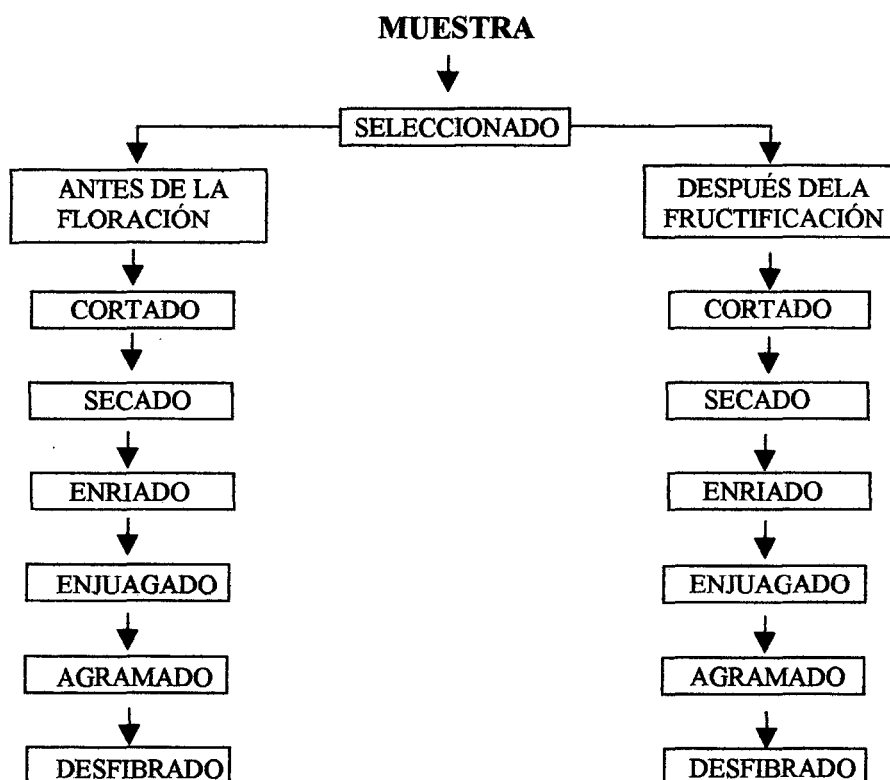 MUESTRA
SELECCIONADO
ANTES DE LA
FLORACIÓN
CORTADO
SECADO
ENRIADO
ENJUAGADO
AGRAMADO
DESFIBRADO
DESPUÉS DELA
FRUCTIFICACIÓN
CORTADO
SECADO
ENRIADO
ENJUAGADO
AGRAMADO
DESFIBRADO